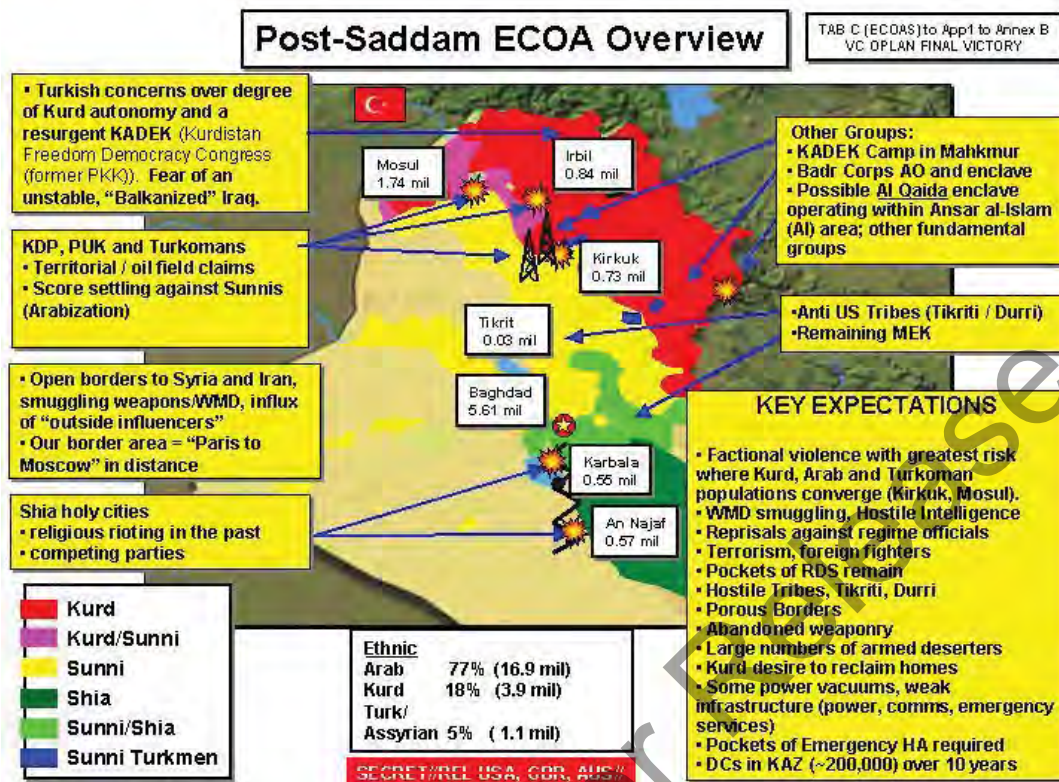 Post-Saddam ECOA Overview
TAB C (ECOAS) to App1 to Annex B
VC OPLAN FINAL VICTORY
• Turkish concerns over degree
of Kurd autonomy and a
resurgent KADEK (Kurdistan
Freedom Democracy Congress
(former PKK)). Fear of an
unstable, “Balkanized” Iraq.
KDP, PUK and Turkomans
• Territorial / oil field claims
• Score settling against Sunnis
(Arabization)
• Open borders to Syria and Iran,
smuggling weapons/WMD, influx
of “outside influencers”
• Our border area = “Paris to
Moscow” in distance
Shia holy cities
• religious rioting in the past
• competing parties
Mosul
1.74 mil
Irbil
0.84 mil
Kirkuk
0.73 mil
Tikrit
0.03 mil
Baghdad
5.61 mil
Karbala
0.55 mil
An Najaf
0.57 mil
Other Groups:
• KADEK Camp in Mahkmur
• Badr Corps AO and enclave
• Possible Al Qaida enclave
operating within Ansar al-Islam
(AI) area; other fundamental
groups
•Anti US Tribes (Tikriti / Durri)
•Remaining MEK
KEY EXPECTATIONS
• Factional violence with greatest risk
where Kurd, Arab and Turkoman
populations converge (Kirkuk, Mosul).
• WMD smuggling, Hostile Intelligence
• Reprisals against regime officials
• Terrorism, foreign fighters
• Pockets of RDS remain
• Hostile Tribes, Tikriti, Durri
• Porous Borders
• Abandoned weaponry
• Large numbers of armed deserters
• Kurd desire to reclaim homes
• Some power vacuums, weak
infrastructure (power, comms, emergency
services)
• Pockets of Emergency HA required
• DCs in KAZ (~200,000) over 10 years
Kurd
Kurd/Sunni
Sunni
Shia
Sunni/Shia
Sunni Turkmen
Ethnic
Arab 77% (16.9 mil)
Kurd 18% (3.9 mil)
Turk/
Assyrian 5% ( 1.1 mil)
SECRET//REL USA, GBR, AUS//
r Release